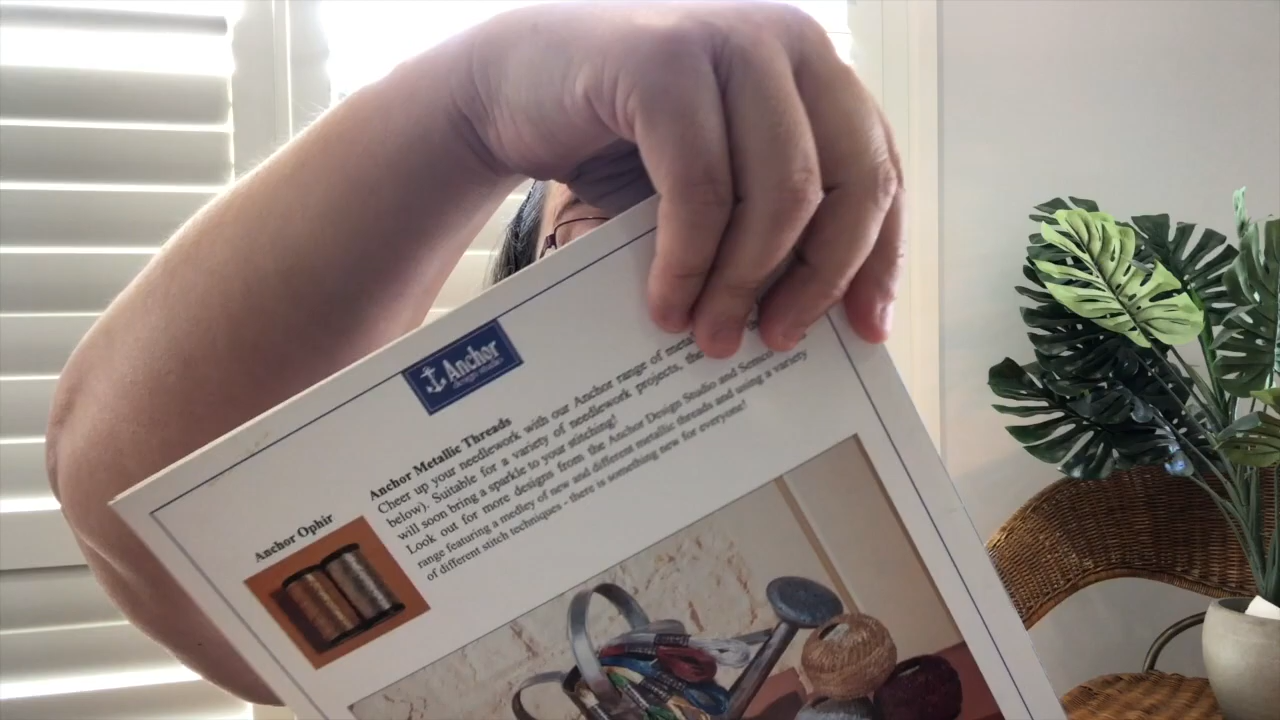 Anchor
design studio
Anchor Metallic Threads
Cheer up your needlework with our Anchor range of metal
below). Suitable for a variety of needlework projects, the
will soon bring a sparkle to your stitching!
Look out for more designs from the Anchor Design Studio and Semco
range featuring a medley of new and different metallic threads and using a variety
of different stitch techniques - there is something new for everyone!
Anchor Ophir